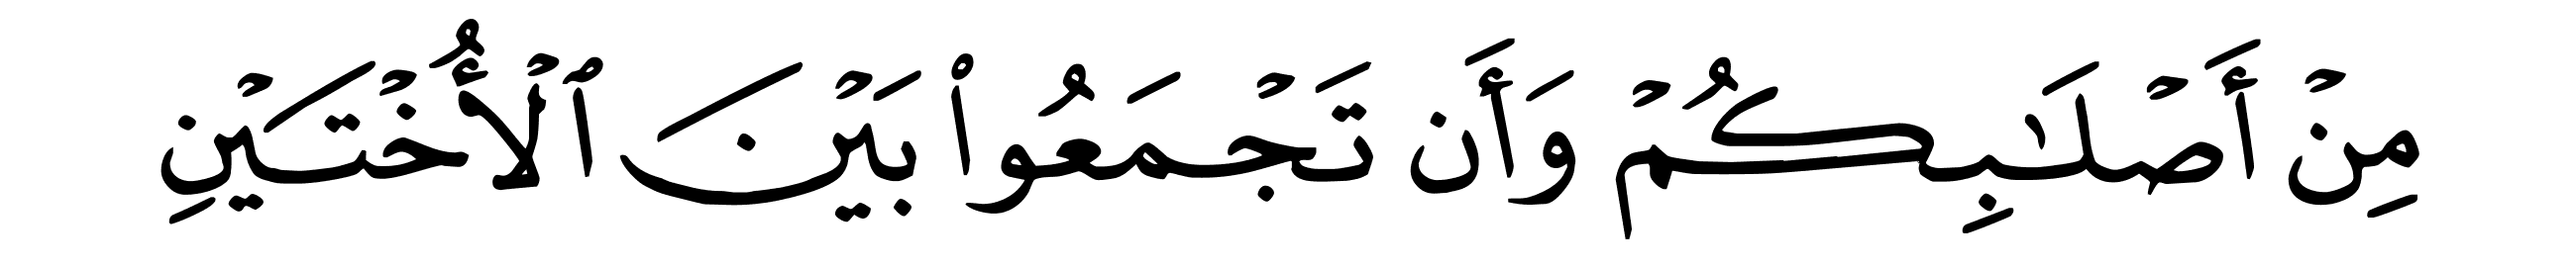 مِنْ أَصْلَـٰبِكُمْ وَأَن تَجْمَعُوا۟ بَيْنَ ٱلْأُخْتَيْنِ